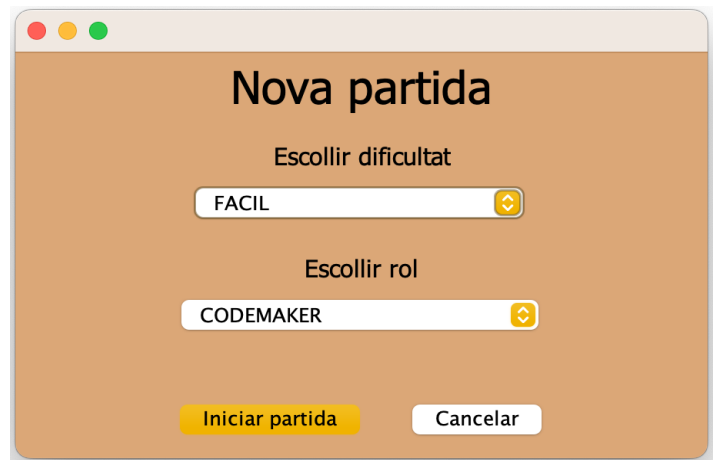 Nova partida
Escollir dificultat
FACIL
Escollir rol
CODEMAKER
Iniciar partida
Cancelar